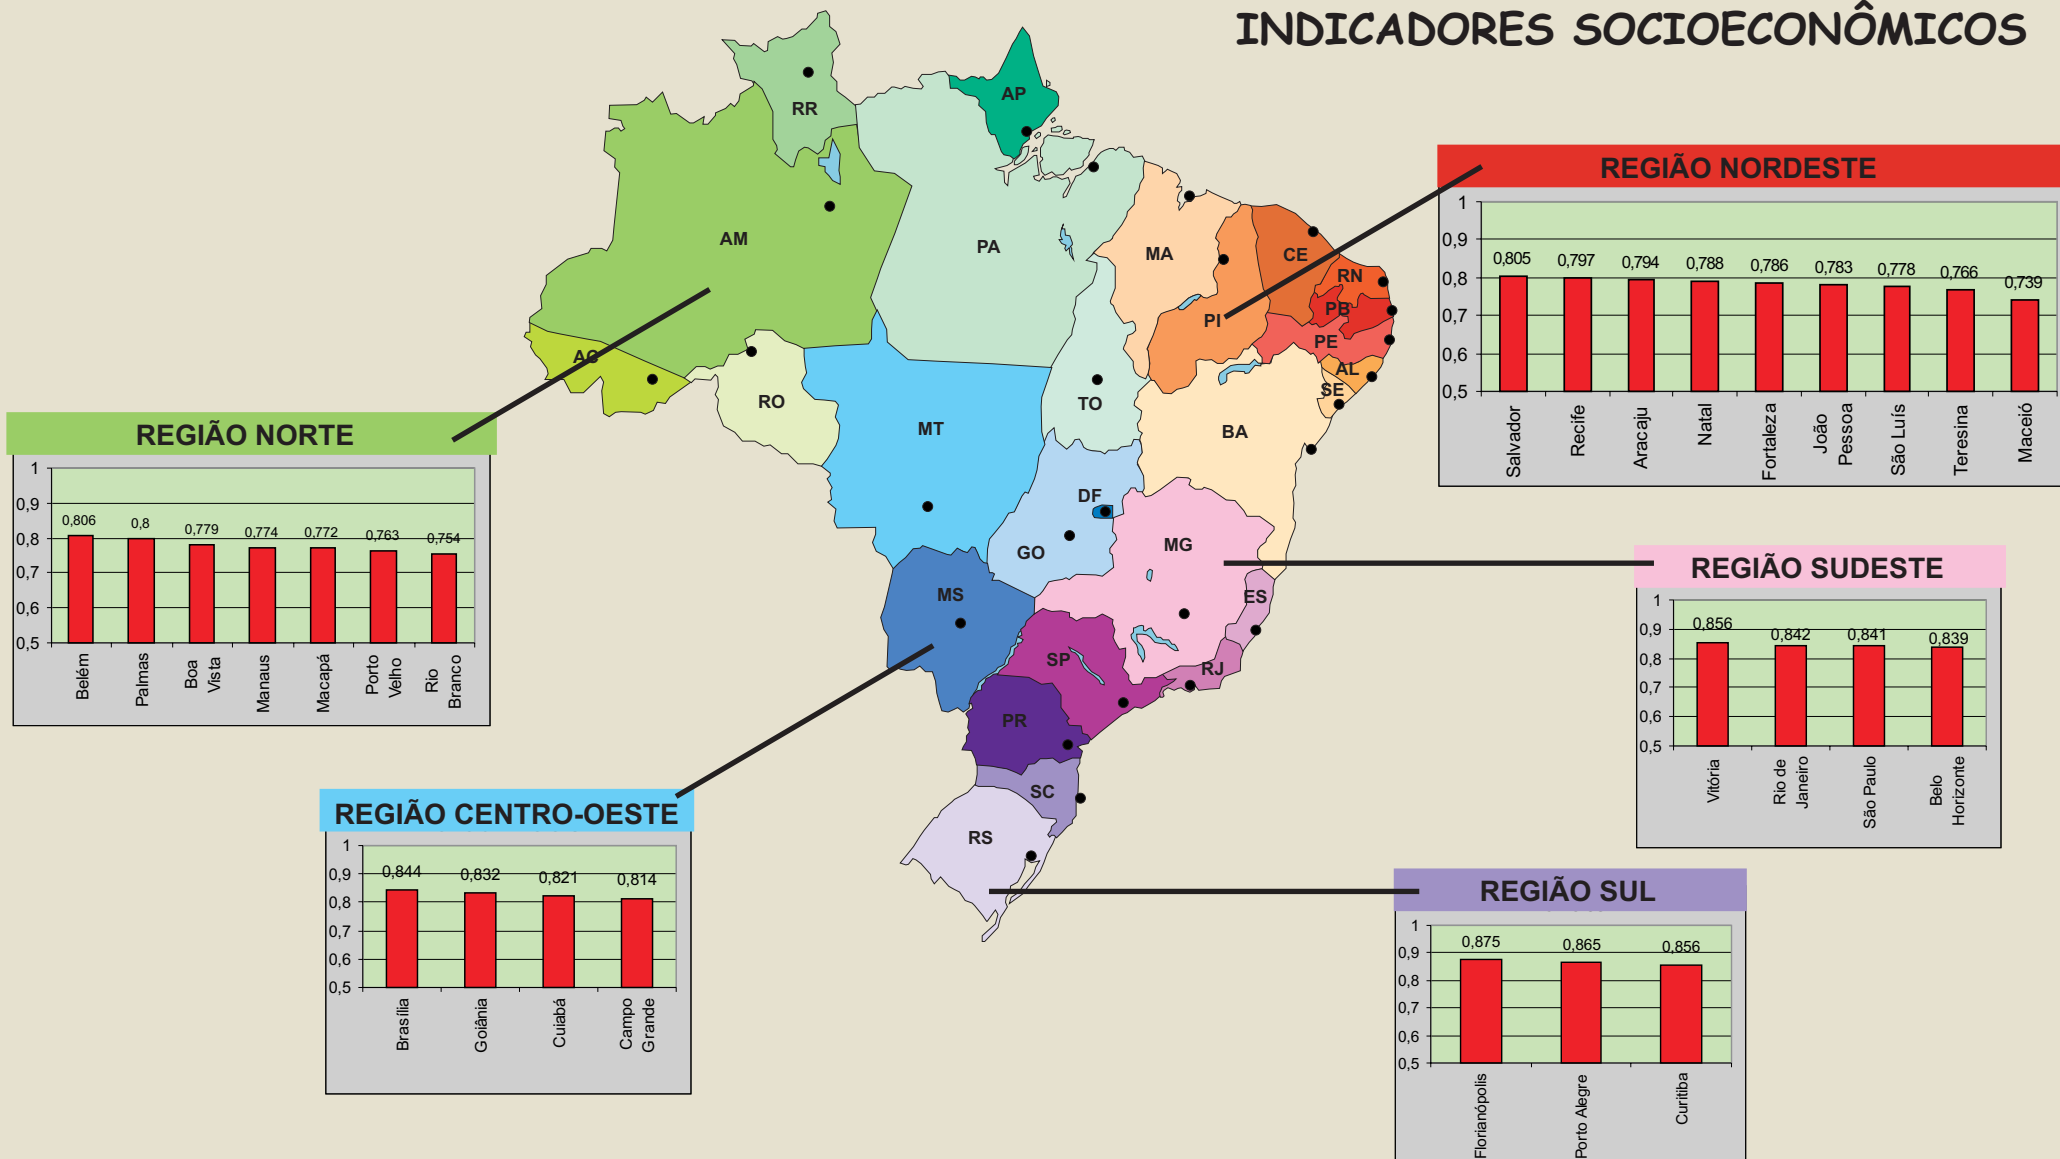 INDICADORES SOCIOECONÔMICOS
RR
AP
AM
PA
MA
CE
RN
PB
PI
PE
AL
SE
AC
RO
TO
MT
BA
DF
GO
MG
MS
ES
SP
RJ
PR
SC
RS
REGIÃO NORDESTE
1
0,9
0,8
0,7
0,6
0,5
0,805
0,797
0,794
0,788
0,786
0,783
0,778
0,766
0,739
Salvador
Recife
Aracaju
Natal
Fortaleza
João
Pessoa
São Luís
Teresina
Maceió
REGIÃO NORTE
1
0,9
0,8
0,7
0,6
0,5
0,806
0,8
0,779
0,774
0,772
0,763
0,754
Belém
Palmas
Boa
Vista
Manaus
Macapá
Porto
Velho
Rio
Branco
REGIÃO SUDESTE
1
0,9
0,8
0,7
0,6
0,5
0,856
0,842
0,841
0,839
Vitória
Rio de
Janeiro
São Paulo
Belo
Horizonte
REGIÃO CENTRO-OESTE
1
0,9
0,8
0,7
0,6
0,5
0,844
0,832
0,821
0,814
Brasília
Goiânia
Cuiabá
Campo
Grande
REGIÃO SUL
1
0,9
0,8
0,7
0,6
0,5
0,875
0,865
0,856
Florianópolis
Porto Alegre
Curitiba